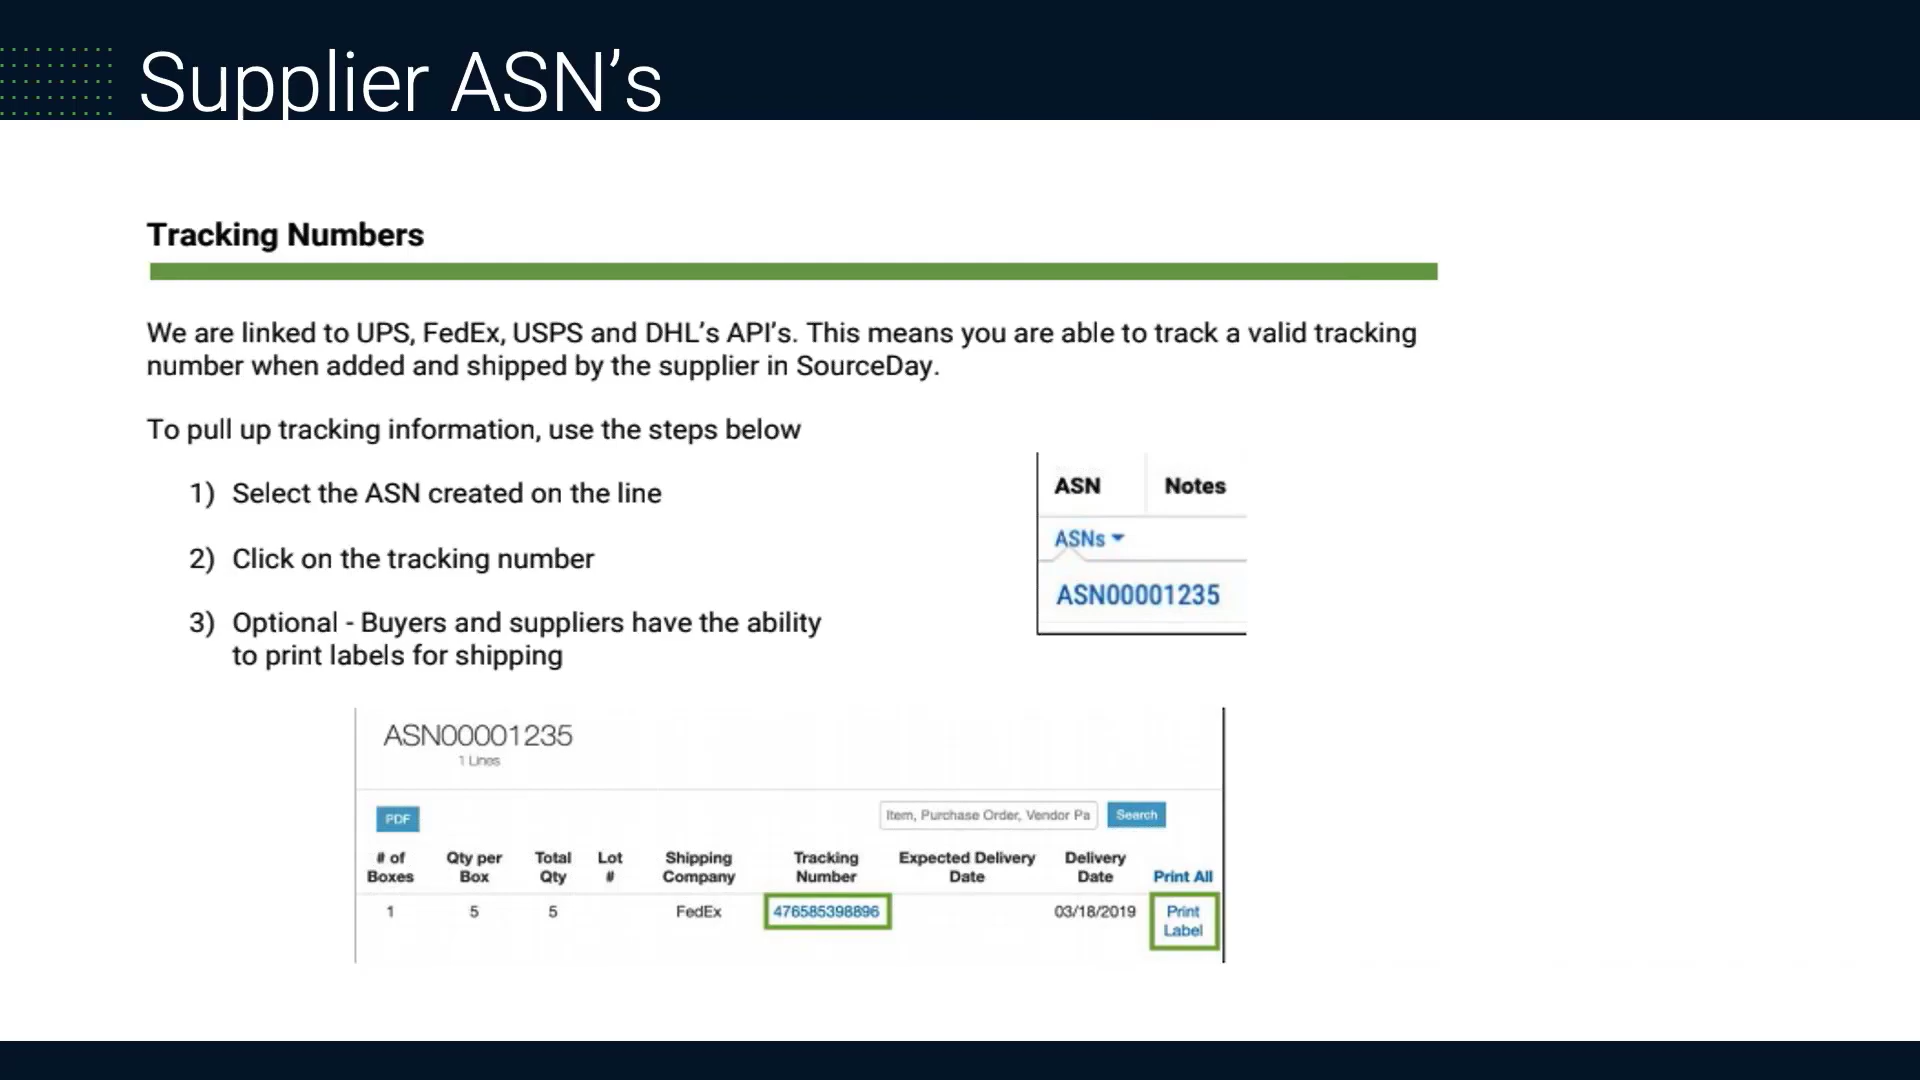 Supplier ASN’s
Tracking Numbers
We are linked to UPS, FedEx, USPS and DHL’s API’s. This means you are able to track a valid tracking
number when added and shipped by the supplier in SourceDay.
To pull up tracking information, use the steps below
1) Select the ASN created on the line
2) Click on the tracking number
3) Optional - Buyers and suppliers have the ability
to print labels for shipping
ASN Notes
ASNs
ASN00001235
ASN00001235
1 Lines
PDF
Item, Purchase Order, Vendor Pa Search
# of Qty per Total Lot Shipping Tracking Expected Delivery Delivery
Boxes Box Qty # Company Number Date Date Print All
1 5 5 FedEx 476585398896 03/18/2019 Print
Label